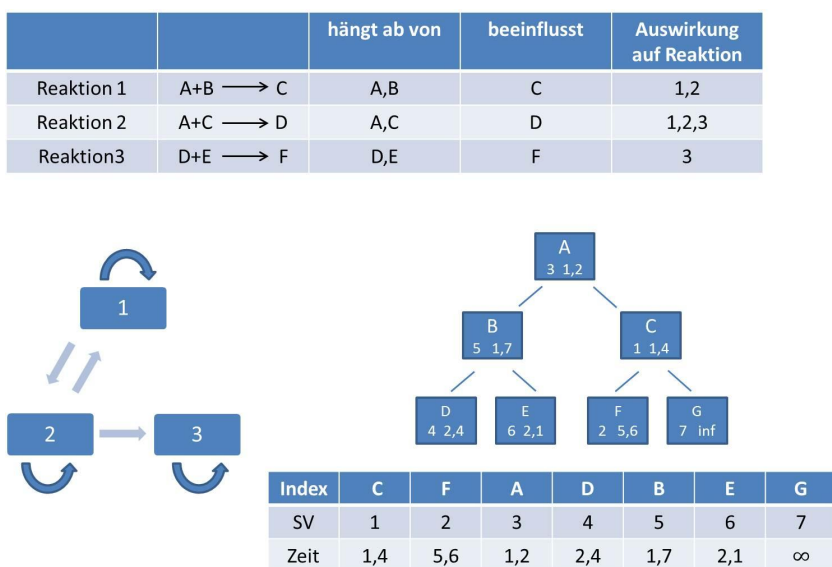 hängt ab von beeinflusst Auswirkung
auf Reaktion
Reaktion 1 A+B ⟶ C A,B C 1,2
Reaktion 2 A+C ⟶ D A,C D 1,2,3
Reaktion3 D+E ⟶ F D,E F 3
1
2 3
A
3 1,2
B C
5 1,7 1 1,4
D E F G
4 2,4 6 2,1 2 5,6 7 inf
Index C F A D B E G
SV 1 2 3 4 5 6 7
Zeit 1,4 5,6 1,2 2,4 1,7 2,1 ∞